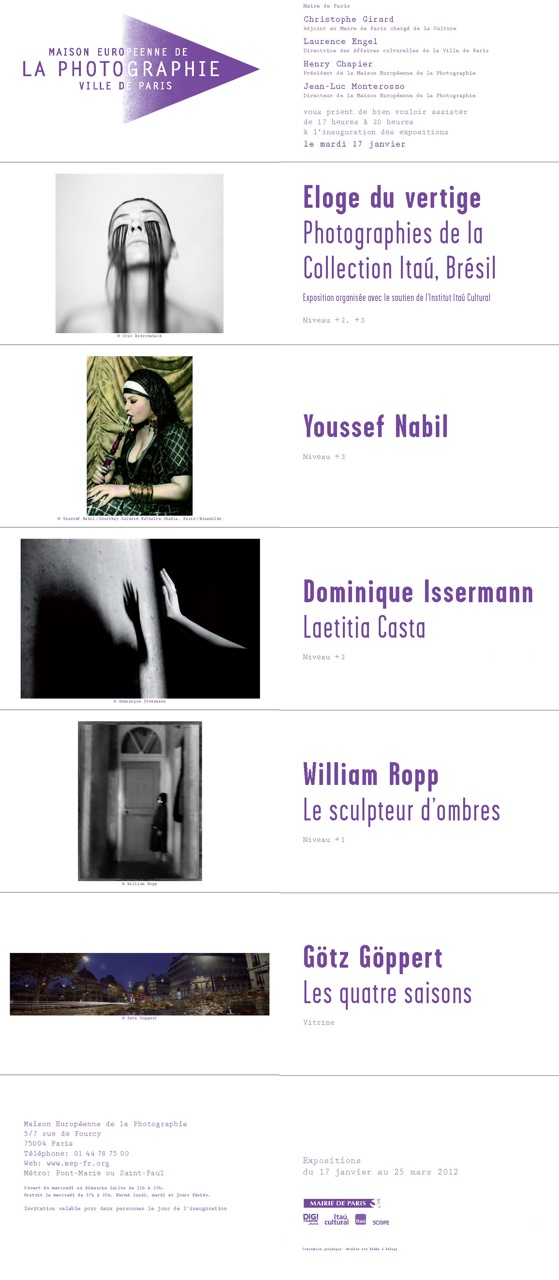 MAISON EUROPEENNE DE
LA PHOTOGRAPHIE
VILLE DE PARIS
Maire de Paris
Christophe Girard
Adjoint au Maire de Paris chargé de la Culture
Laurence Engel
Directrice des Affaires culturelles de la Ville de Paris
Henry Chapier
Président de la Maison Européenne de la Photographie
Jean-Luc Monterosso
Directeur de la Maison Européenne de la Photographie
vous prient de bien vouloir assister
de 17 heures à 20 heures
à l'inauguration des expositions
le mardi 17 janvier
Eloge du vertige
Photographies de la
Collection Itaú, Brésil
Exposition organisée avec le soutien de l'Institut Itaú Cultural
Niveau +2, +3
©
Youssef Nabil
Niveau +3
© Youssef Nabil/Courtesy Galerie Nathalie Obadia, Paris/Bruxelles
Dominique Issermann
Laetitia Casta
Niveau +2
© Dominique Issermann
William Ropp
Le sculpteur d'ombres
Niveau +1
© William Ropp
Götz Göppert
Les quatre saisons
Vitrine
© Götz Göppert
Maison Européenne de la Photographie
5/7 rue de Fourcy
75004 Paris
Téléphone: 01 44 78 75 00
Web: www.mep-fr.org
Métro: Pont-Marie ou Saint-Paul
Ouvert du mercredi au dimanche inclus de 11h à 20h.
Gratuit le mercredi de 17h à 20h. Fermé lundi, mardi et jours fériés.
Invitation valable pour deux personnes le jour de l'inauguration
Expositions
du 17 janvier au 25 mars 2012
MAIRIE DE PARIS
DIGI
Itaú
cultural
Itaú
SCOPE
Conception graphique: Atelier